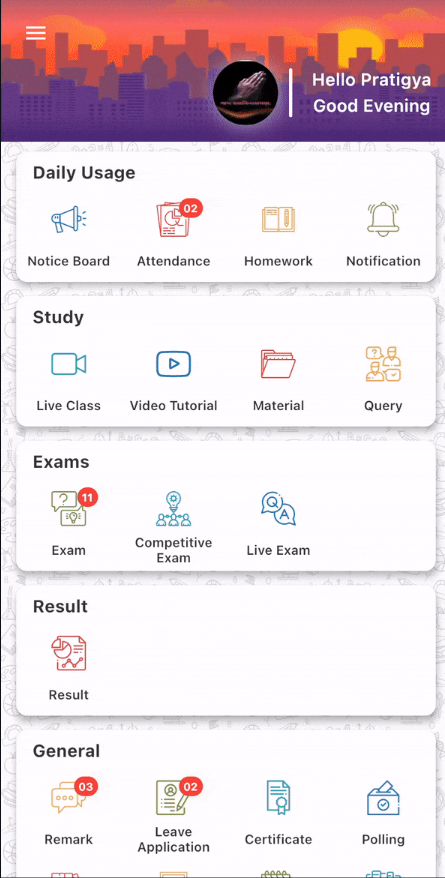 Hello Pratigya
Good Evening
Daily Usage
02
Notice Board
Attendance
Homework
Notification
Study
Live Class
Video Tutorial
Material
Query
Exams
11
Exam
Competitive
Exam
Live Exam
Q
A
Result
Result
General
03
02
Remark
Leave
Application
Certificate
Polling